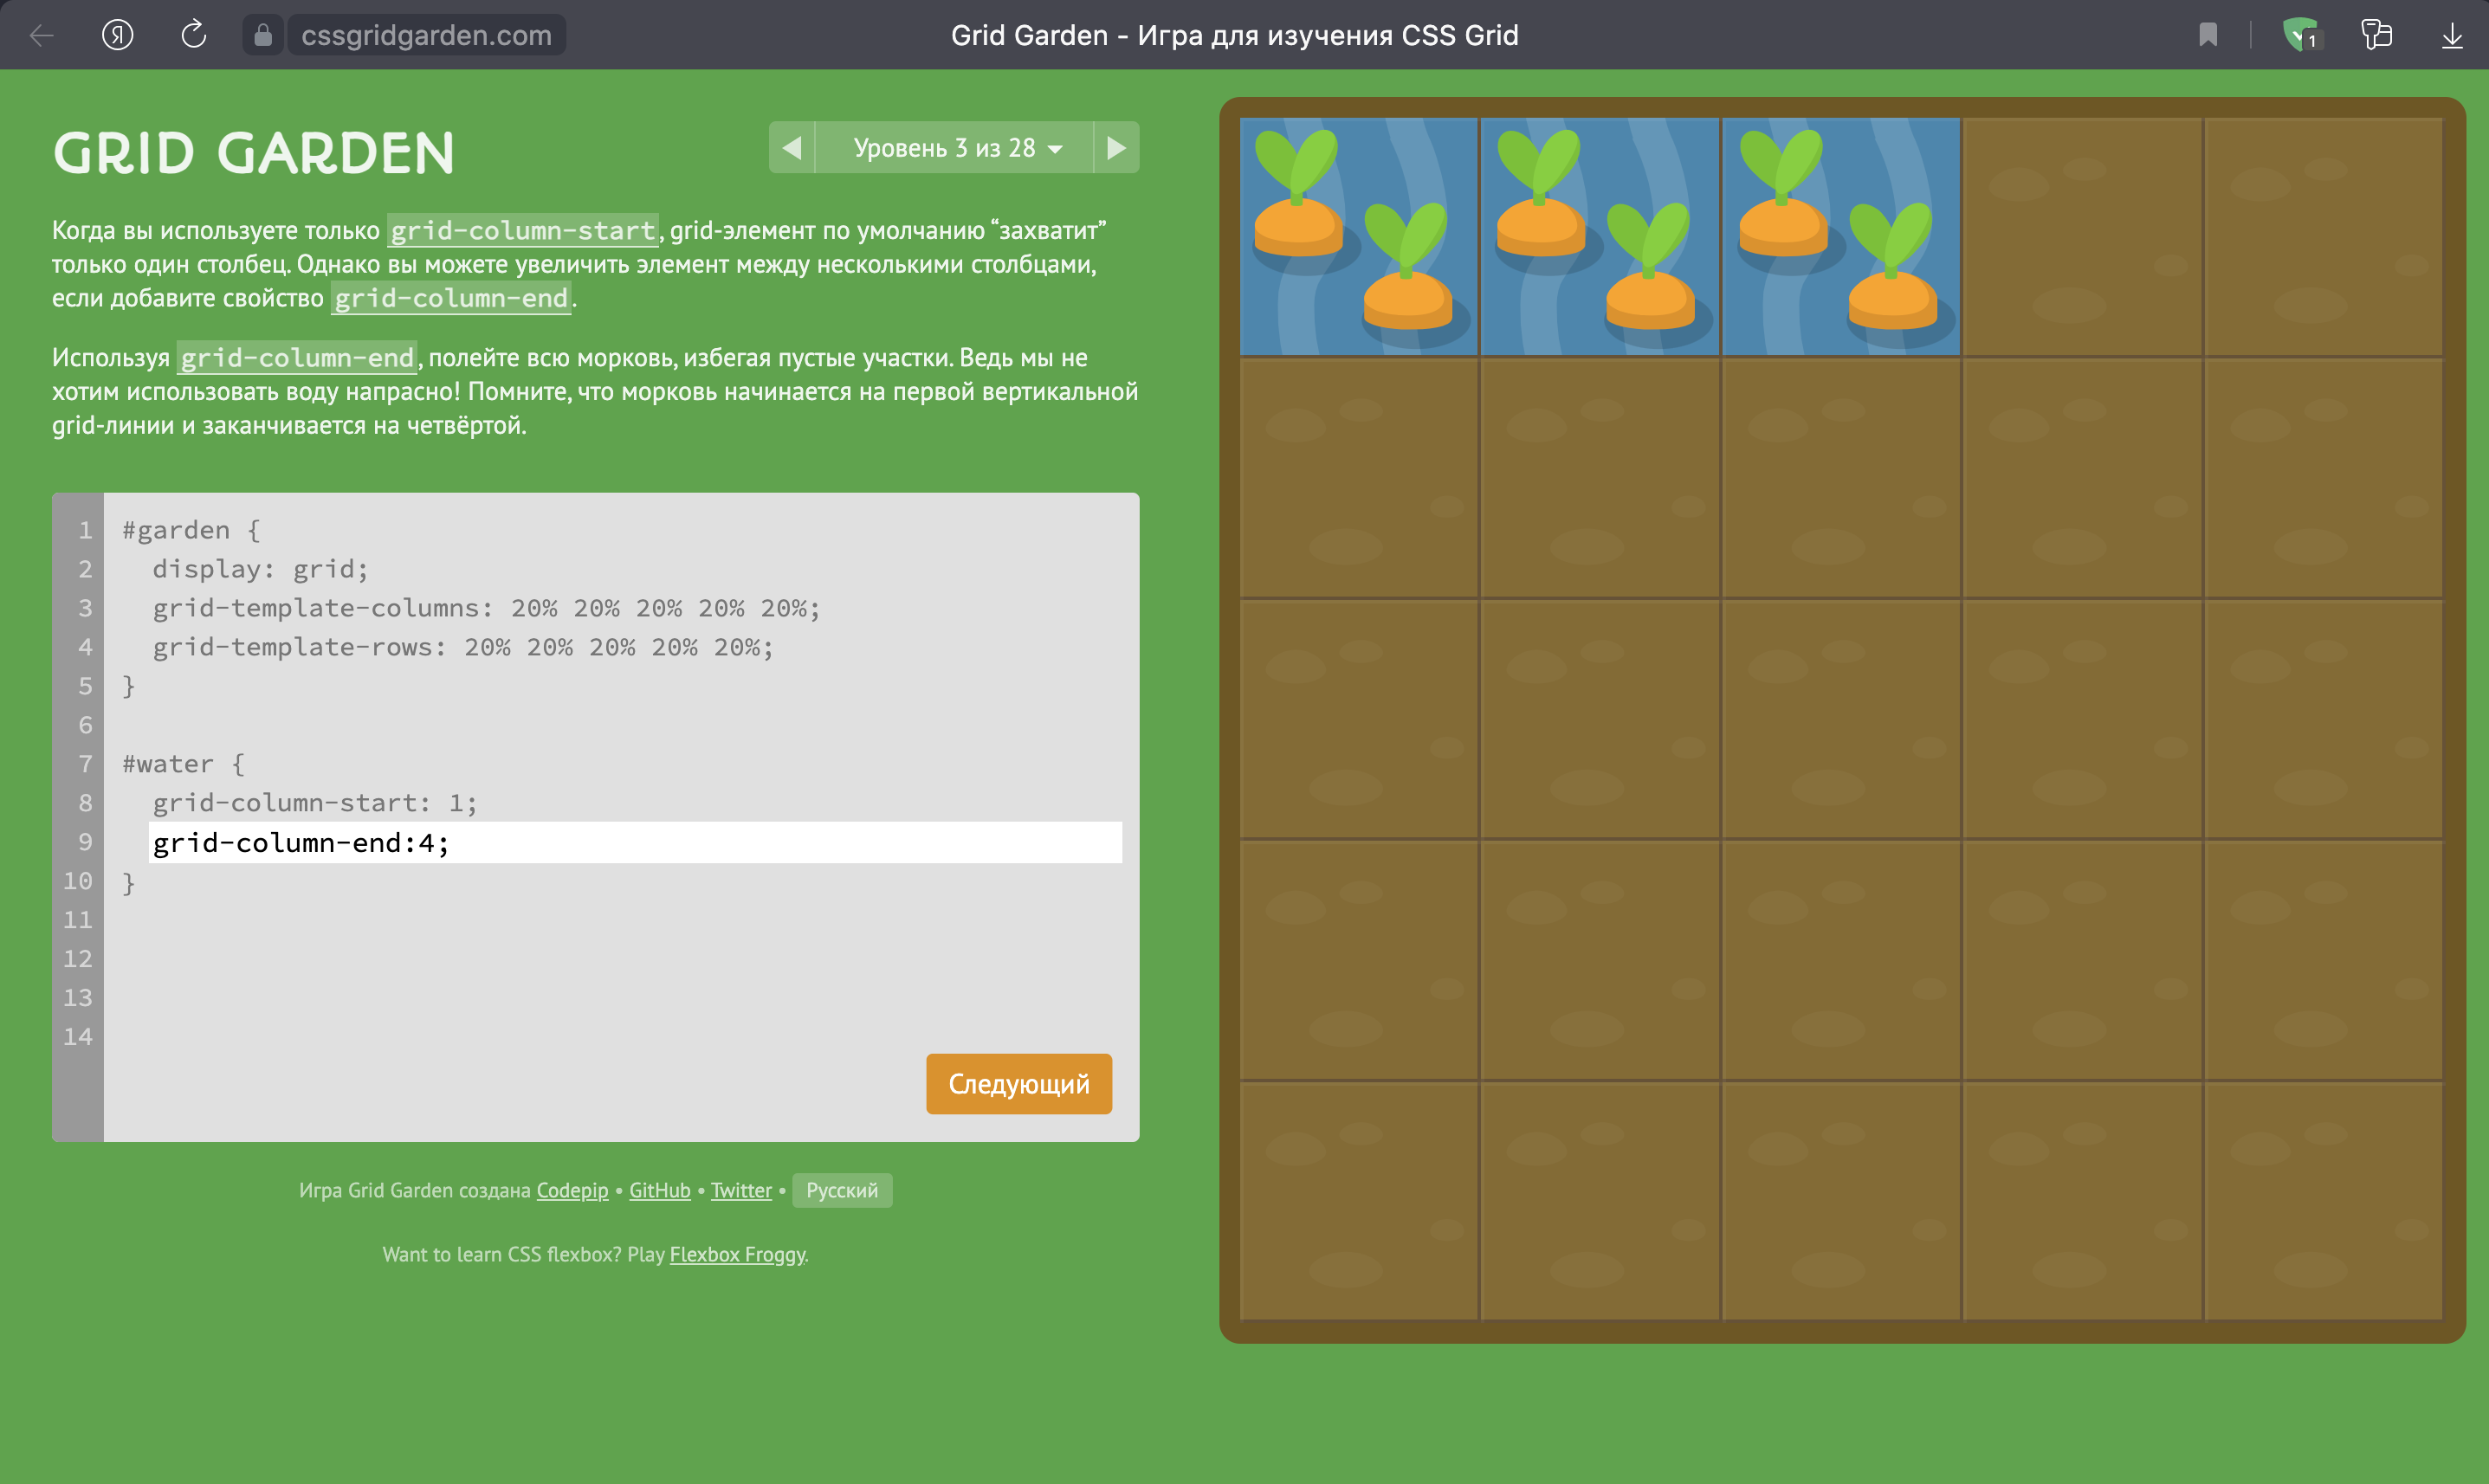 cssgridgarden.com
Grid Garden - Игра для изучения CSS Grid
1
GRID GARDEN
Уровень 3 из 28
Когда вы используете только grid-column-start, grid-элемент по умолчанию “захватит”
только один столбец. Однако вы можете увеличить элемент между несколькими столбцами,
если добавите свойство grid-column-end.
Используя grid-column-end, полейте всю морковь, избегая пустые участки. Ведь мы не
хотим использовать воду напрасно! Помните, что морковь начинается на первой вертикальной
grid-линии и заканчивается на четвёртой.
1 #garden {
2 display: grid;
3 grid-template-columns: 20% 20% 20% 20% 20%;
4 grid-template-rows: 20% 20% 20% 20% 20%;
5 }
6
7 #water {
8 grid-column-start: 1;
9 grid-column-end:4;
10 }
11
12
13
14
Следующий
Игра Grid Garden создана Codepip • GitHub • Twitter • Русский
Want to learn CSS flexbox? Play Flexbox Froggy.